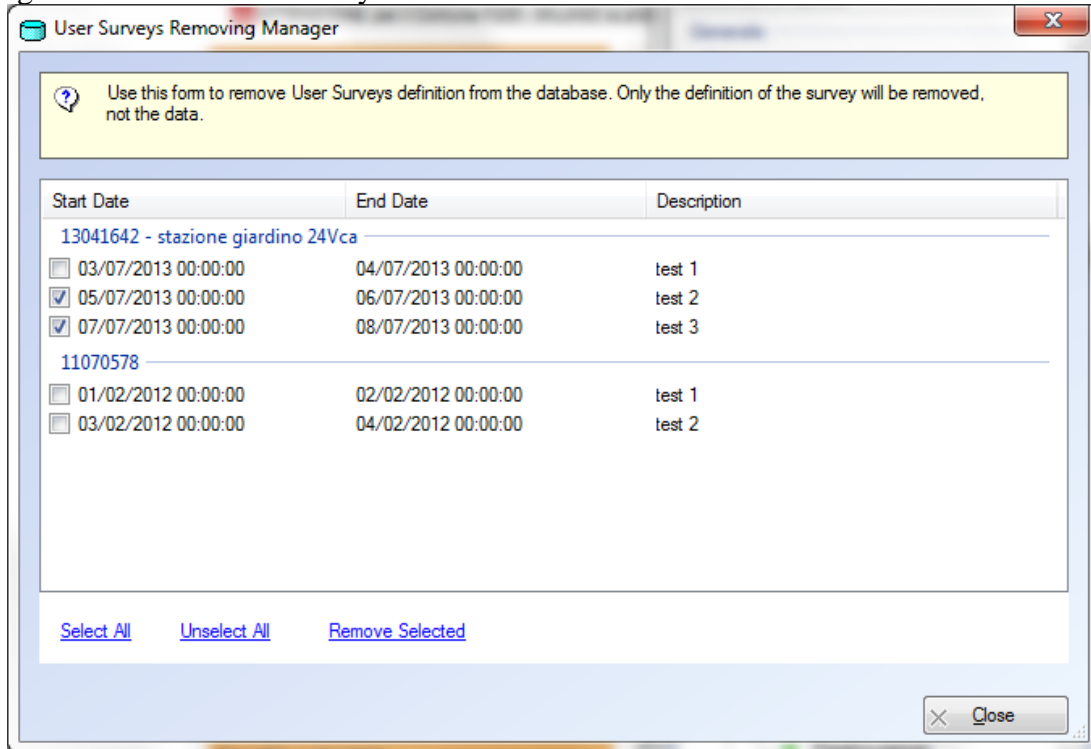 User Surveys Removing Manager
Use this form to remove User Surveys definition from the database. Only the definition of the survey will be removed,
not the data.
Start Date End Date Description
13041642 - stazione giardino 24Vca
03/07/2013 00:00:00 04/07/2013 00:00:00 test 1
05/07/2013 00:00:00 06/07/2013 00:00:00 test 2
07/07/2013 00:00:00 08/07/2013 00:00:00 test 3
11070578
01/02/2012 00:00:00 02/02/2012 00:00:00 test 1
03/02/2012 00:00:00 04/02/2012 00:00:00 test 2
Select All Unselect All Remove Selected
Close